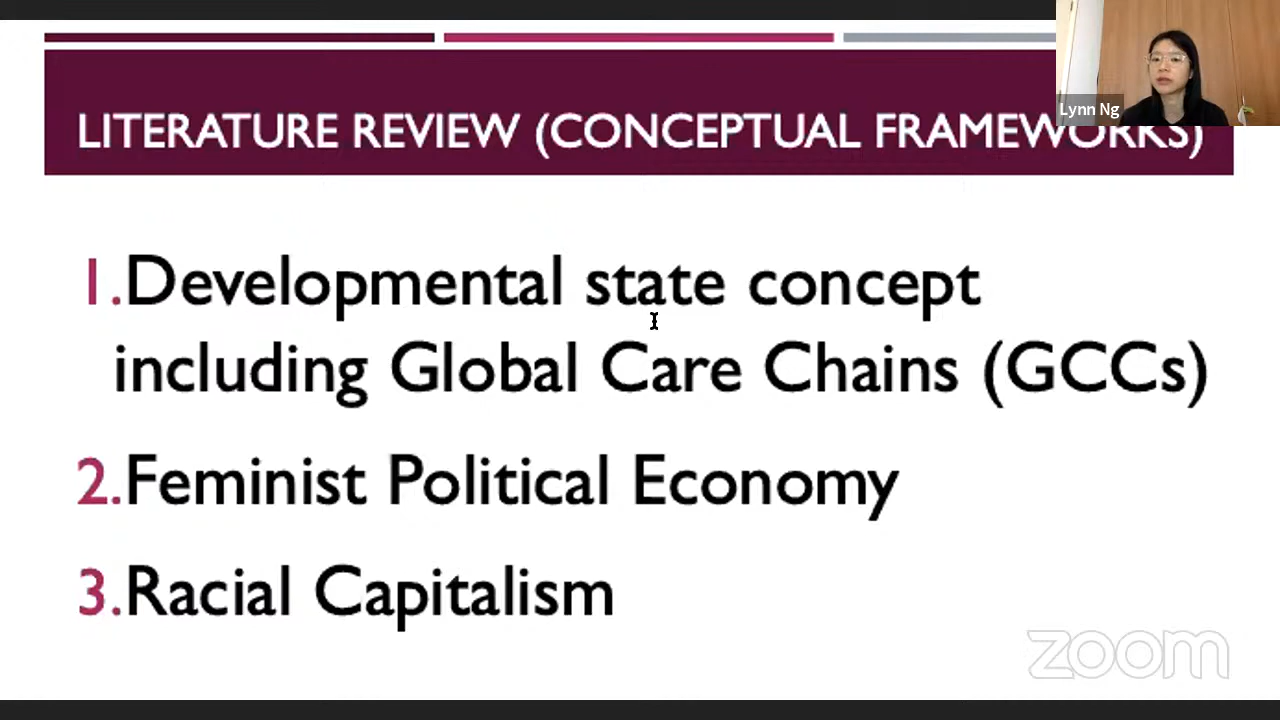 LITERATURE REVIEW (CONCEPTUAL FRAMEWORKS)
Lynn Ng
1.Developmental state concept
including Global Care Chains (GCCs)
2.Feminist Political Economy
3.Racial Capitalism
zoom